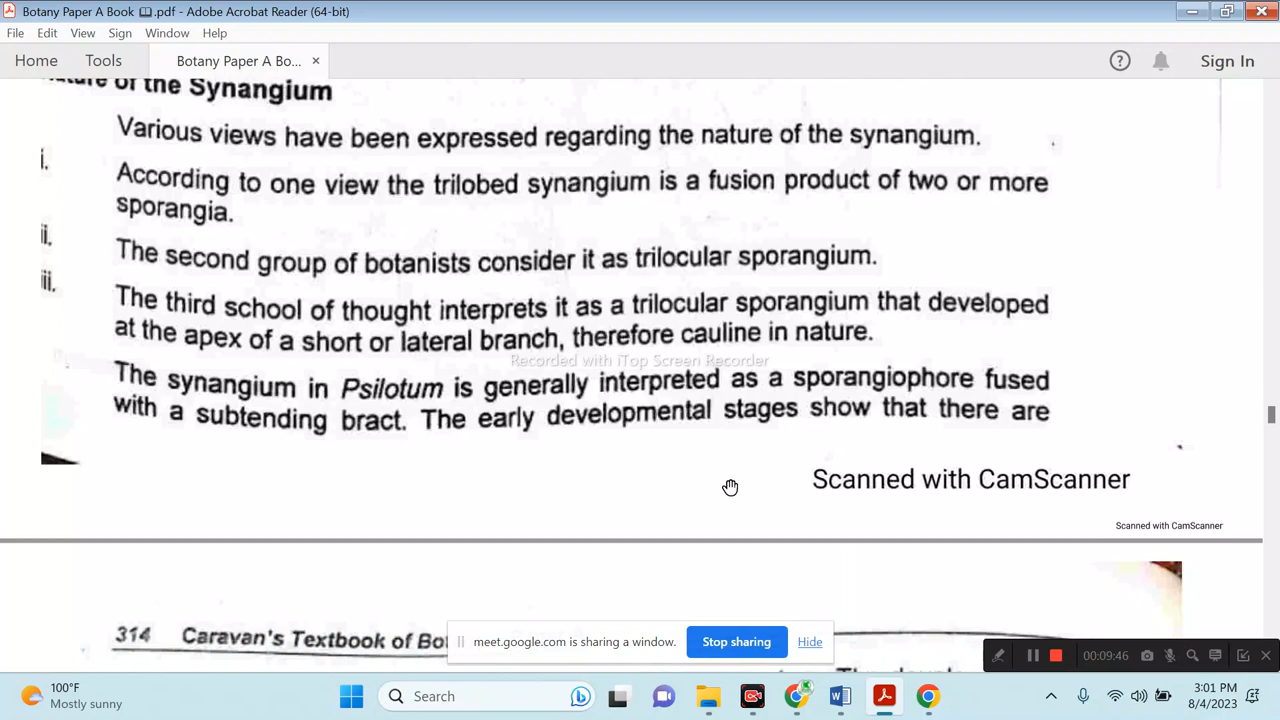 Botany Paper A Book .pdf - Adobe Acrobat Reader (64-bit)
File Edit View Sign Window Help
Home Tools Botany Paper A Bo... × Sign In
of the Synangium
Various views have been expressed regarding the nature of the synangium.
i. According to one view the trilobed synangium is a fusion product of two or more
sporangia.
ii. The second group of botanists consider it as trilocular sporangium.
iii. The third school of thought interprets it as a trilocular sporangium that developed
at the apex of a short or lateral branch, therefore cauline in nature.
Recorded with iTop Screen Recorder
The synangium in Psilotum is generally interpreted as a sporangiophore fused
with a subtending bract. The early developmental stages show that there are
Scanned with CamScanner
Scanned with CamScanner
314 Caravan's Textbook of Bot
meet.google.com is sharing a window. Stop sharing Hide
00:09:46
100°F
Mostly sunny
Search
3:01 PM
8/4/2023